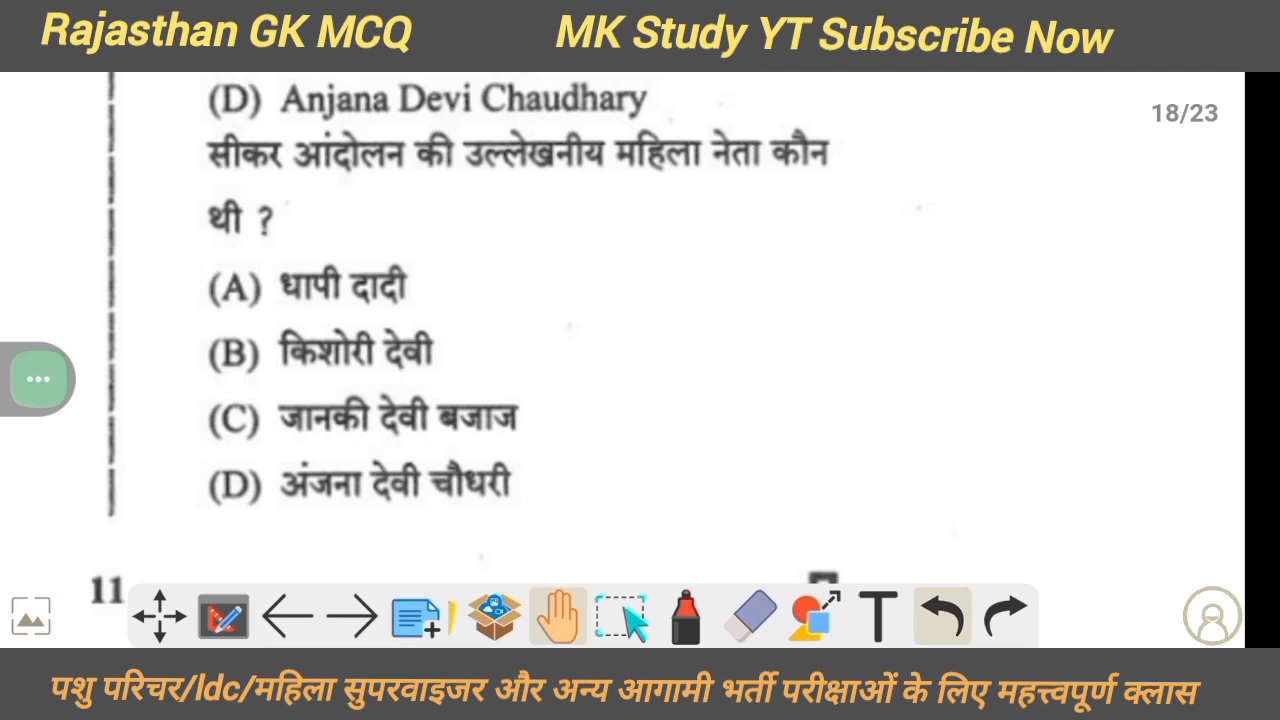 Rajasthan GK MCQ
MK Study YT Subscribe Now
(D) Anjana Devi Chaudhary
18/23
सीकर आंदोलन की उल्लेखनीय महिला नेता कौन
थी ?
(A) धापी दादी
(B) किशोरी देवी
(C) जानकी देवी बजाज
(D) अंजना देवी चौधरी
11
T
पशु परिचर/ldc/महिला सुपरवाइजर और अन्य आगामी भर्ती परीक्षाओं के लिए महत्त्वपूर्ण क्लास